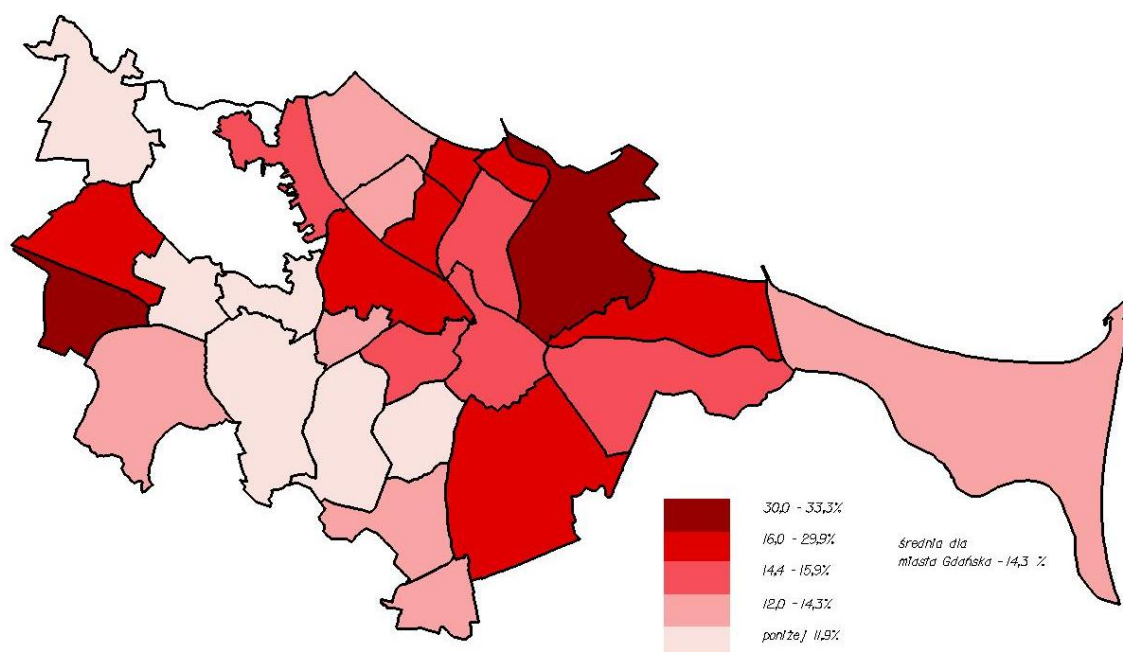 30,0 - 33,3%
16,0 - 29,9%
14,4 - 15,9%
12,0 - 14,3%
poniżej 11,9%
średnia dla
miasta Gdańska - 14,3 %